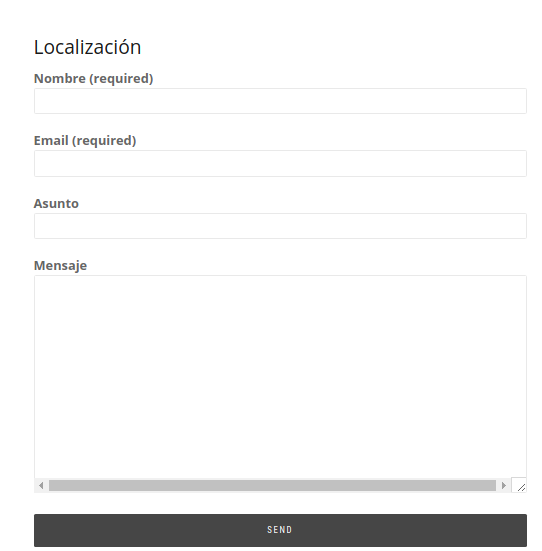 Localización
Nombre (required)
Email (required)
Asunto
Mensaje
SEND